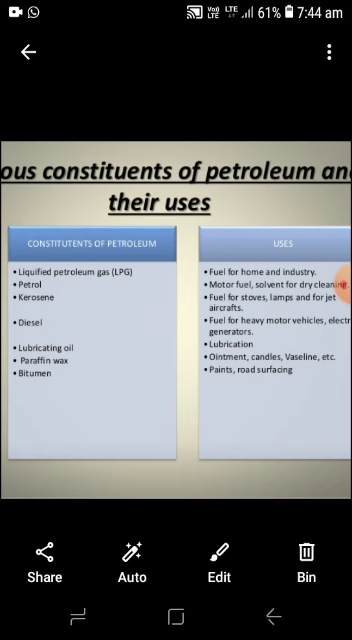 61% 7:44 am
ous constituents of petroleum an
their uses
CONSTITUTENTS OF PETROLEUM
• Liquified petroleum gas (LPG)
• Petrol
• Kerosene
• Diesel
• Lubricating oil
• Paraffin wax
• Bitumen
USES
• Fuel for home and industry.
• Motor fuel, solvent for dry cleaning.
• Fuel for stoves, lamps and for jet
aircrafts.
• Fuel for heavy motor vehicles, electr
generators.
• Lubrication
• Ointment, candles, Vaseline, etc.
• Paints, road surfacing
Share Auto Edit Bin